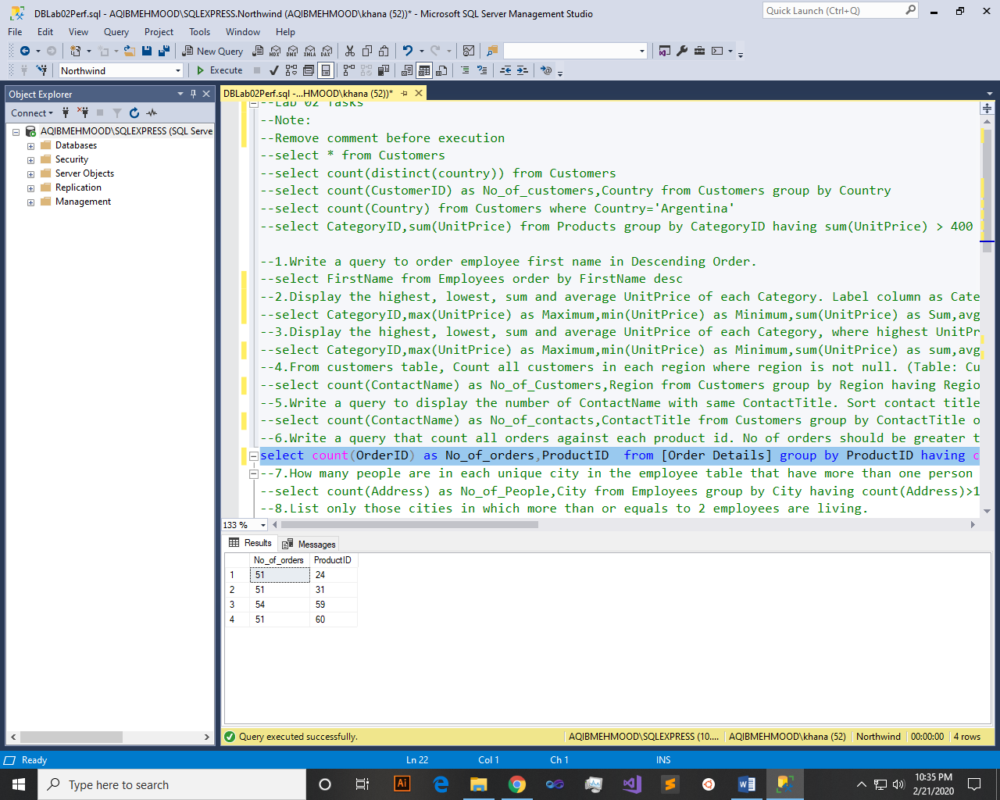 DBLab02Perf.sql - AQIBMEHMOOD\SQLEXPRESS.Northwind (AQIBMEHMOOD\khana (52))* - Microsoft SQL Server Management Studio
Quick Launch (Ctrl+Q)
File Edit View Query Project Tools Window Help
New Query
MDX DMX XMLA DAX
Northwind
Execute
Object Explorer
DBLab02Perf.sql -...HMOOD\khana (52))*
Connect
AQIBMEHMOOD\SQLEXPRESS (SQL Serve
Databases
Security
Server Objects
Replication
Management
--Lab 02 Tasks
--Note:
--Remove comment before execution
--select * from Customers
--select count(distinct(country)) from Customers
--select count(CustomerID) as No_of_customers,Country from Customers group by Country
--select count(Country) from Customers where Country='Argentina'
--select CategoryID,sum(UnitPrice) from Products group by CategoryID having sum(UnitPrice) > 400
--1.Write a query to order employee first name in Descending Order.
--select FirstName from Employees order by FirstName desc
--2.Display the highest, lowest, sum and average UnitPrice of each Category. Label column as Cate
--select CategoryID,max(UnitPrice) as Maximum,min(UnitPrice) as Minimum,sum(UnitPrice) as Sum,avg
--3.Display the highest, lowest, sum and average UnitPrice of each Category, where highest UnitPr
--select CategoryID,max(UnitPrice) as Maximum,min(UnitPrice) as Minimum,sum(UnitPrice) as sum,avg
--4.From customers table, Count all customers in each region where region is not null. (Table: Cu
--select count(ContactName) as No_of_Customers,Region from Customers group by Region having Regio
--5.Write a query to display the number of ContactName with same ContactTitle. Sort contact title
--select count(ContactName) as No_of_contacts,ContactTitle from Customers group by ContactTitle o
--6.Write a query that count all orders against each product id. No of orders should be greater t
select count(OrderID) as No_of_orders,ProductID  from [Order Details] group by ProductID having c
--7.How many people are in each unique city in the employee table that have more than one person
--select count(Address) as No_of_People,City from Employees group by City having count(Address)>1
--8.List only those cities in which more than or equals to 2 employees are living.
133 %
Results Messages
No_of_orders ProductID
1 51 24
2 51 31
3 54 59
4 51 60
Query executed successfully.
AQIBMEHMOOD\SQLEXPRESS (10.... AQIBMEHMOOD\khana (52) Northwind 00:00:00 4 rows
Ready Ln 22 Col 1 Ch 1 INS
Type here to search
Ai
10:35 PM
2/21/2020